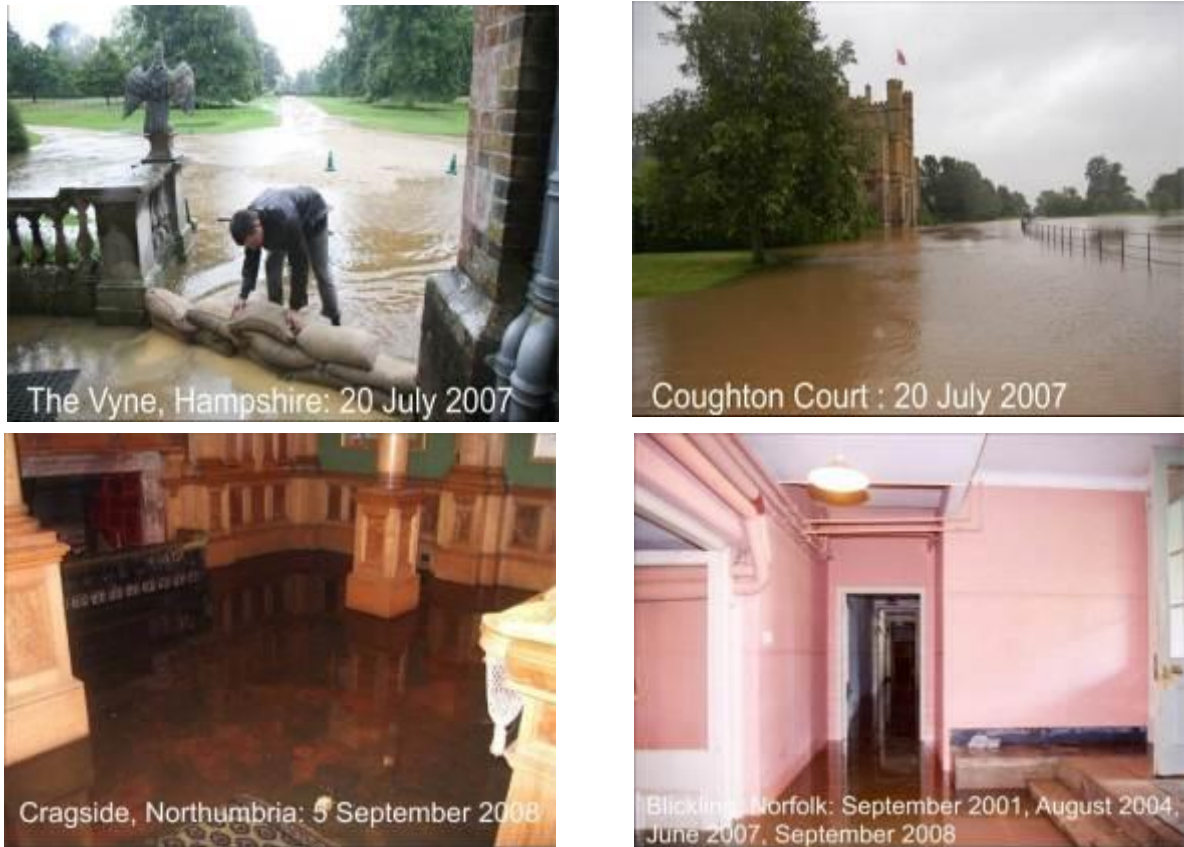 The Vyne, Hampshire: 20 July 2007
Coughton Court : 20 July 2007
Cragside, Northumbria: 5 September 2008
Blickling, Norfolk: September 2001, August 2004,
June 2007, September 2008